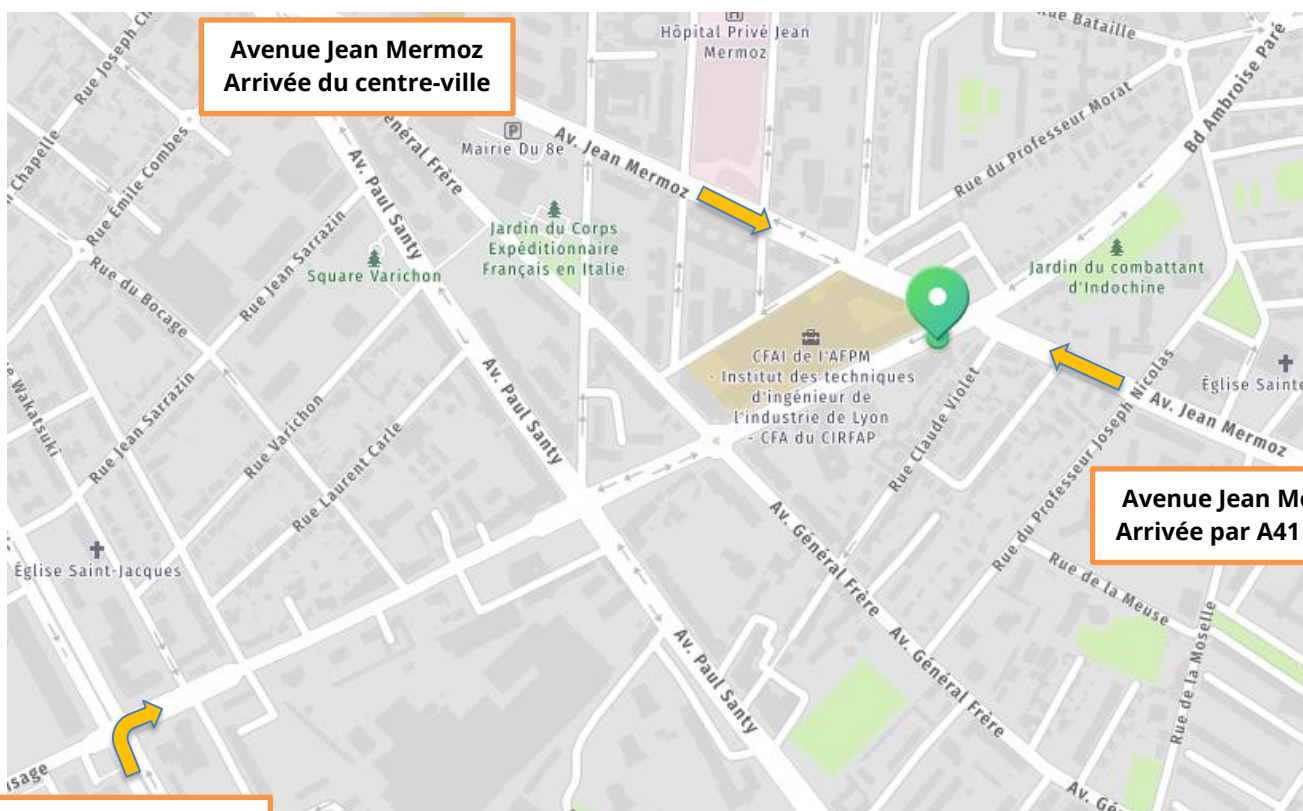 Avenue Jean Mermoz
Arrivée du centre-ville
Hôpital Privé Jean
Mermoz
Rue Bataille
Bd Ambroise Paré
Rue Joseph Ch
Chapelle
Rue Émile Combes
Général Frère
P
Mairie Du 8e
Av. Jean Mermoz
Rue du Professeur Morat
Av. Paul Santy
Jardin du Corps
Expéditionnaire
Français en Italie
Square Varichon
Rue Jean Sarrazin
Rue du Bocage
Jardin du combattant
d'Indochine
CFAI de l'AFPM
- Institut des techniques
d'ingénieur de
l'industrie de Lyon
- CFA du CIRFAP
Église Sainte
Av. Jean Mermoz
Rue Claude Violet
Rue du Professeur Joseph Nicolas
Wakatsuki
Rue Jean Sarrazin
Rue Varichon
Rue Laurent Carle
Av. Paul Santy
Avenue Jean Me
Arrivée par A41
Église Saint-Jacques
Av. Général Frère
Av. Général Frère
Rue de la Meuse
Rue de la Moselle
Av. Paul Santy
isage
Av. Gé